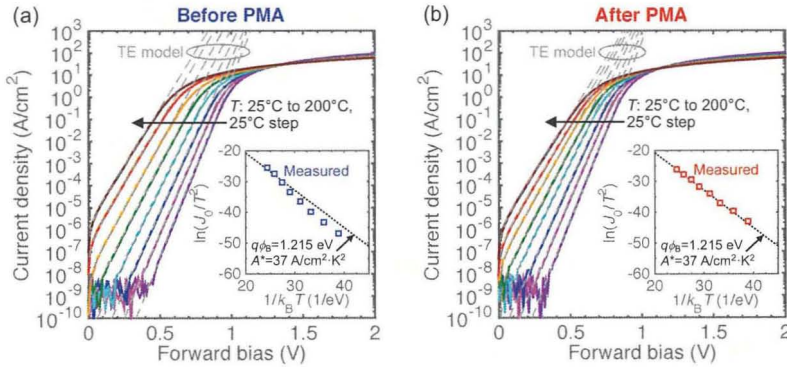 (a) Before PMA
Current density (A/cm²)
10³
10²
10¹
10⁰
10⁻¹
10⁻²
10⁻³
10⁻⁴
10⁻⁵
10⁻⁶
10⁻⁷
10⁻⁸
10⁻⁹
10⁻¹⁰
TE model
T: 25°C to 200°C,
25°C step
ln(J₀/T²)
-20
-30
-40
-50
-60
Measured
qϕB=1.215 eV
A*=37 A/cm²·K²
20 30 40
1/kBT (1/eV)
0 0.5 1.0 1.5 2
Forward bias (V)
(b) After PMA
Current density (A/cm²)
10³
10²
10¹
10⁰
10⁻¹
10⁻²
10⁻³
10⁻⁴
10⁻⁵
10⁻⁶
10⁻⁷
10⁻⁸
10⁻⁹
10⁻¹⁰
TE model
T: 25°C to 200°C,
25°C step
ln(J₀/T²)
-20
-30
-40
-50
-60
Measured
qϕB=1.215 eV
A*=37 A/cm²·K²
20 30 40
1/kBT (1/eV)
0 0.5 1.0 1.5 2
Forward bias (V)